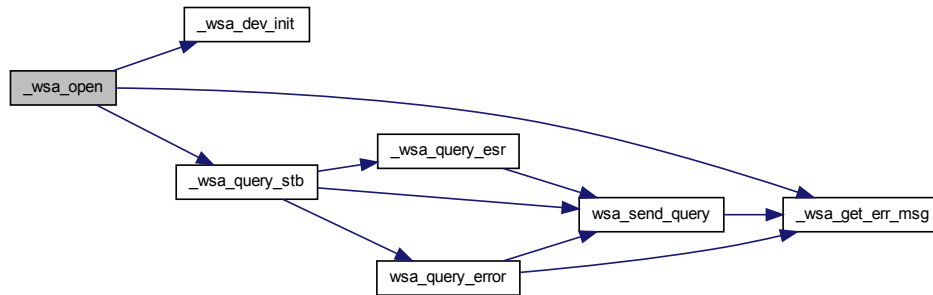 _wsa_dev_init
_wsa_open
_wsa_query_esr
_wsa_query_stb
wsa_send_query
_wsa_get_err_msg
wsa_query_error